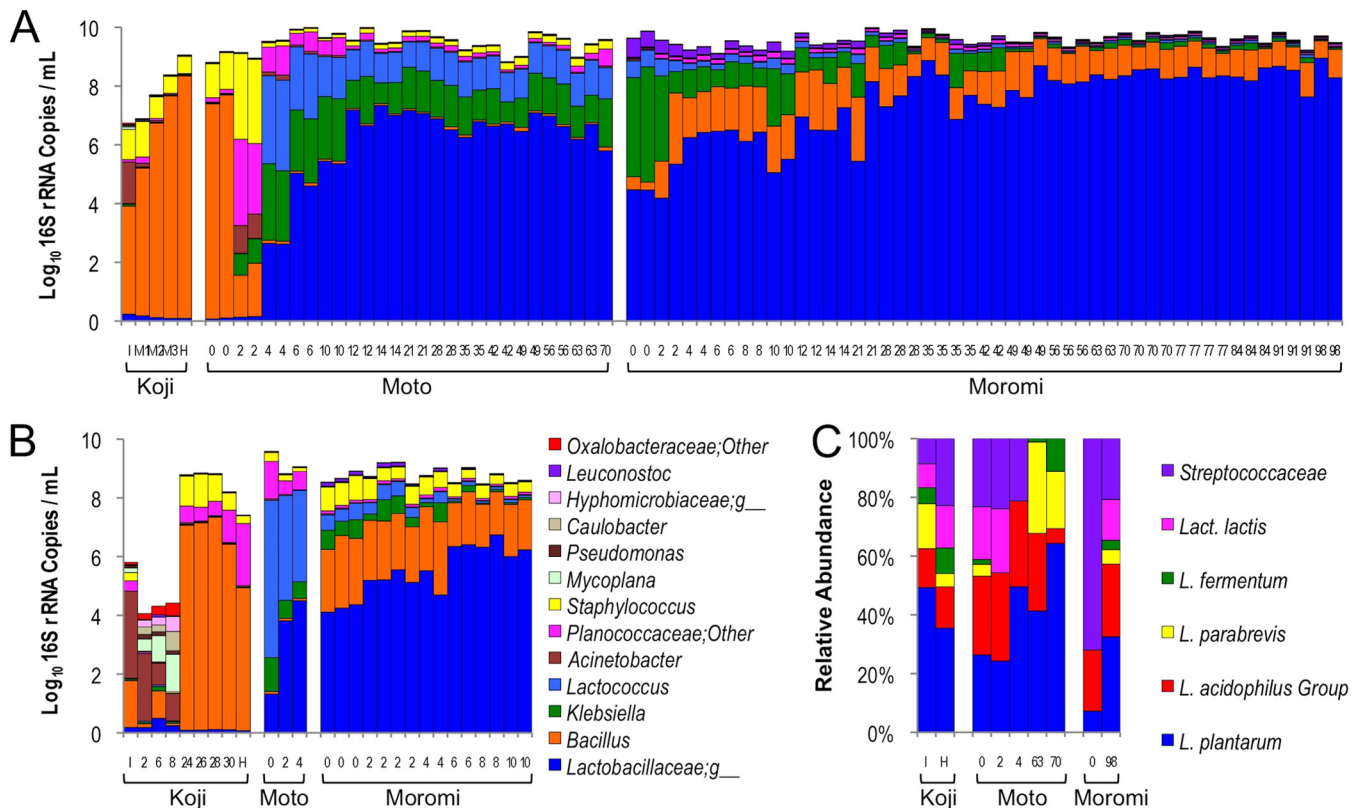 A
Log10 16S rRNA Copies / mL
10
8
6
4
2
0
I M1 M2 M3 H
0 0 2 2 4 4 6 6 10 10 12 12 14 14 21 21 28 28 35 35 42 42 49 49 56 56 63 63 70
0 0 2 2 4 4 6 6 8 8 10 10 12 12 14 14 21 21 28 28 28 35 35 35 35 42 42 49 49 49 56 56 63 63 70 70 70 70 77 77 77 77 84 84 91 91 91 98 98
Koji
Moto
Moromi
B
Log10 16S rRNA Copies / mL
10
8
6
4
2
0
I 2 6 8 24 26 28 30 H
0 2 4
0 0 0 2 2 2 4 4 4 6 6 8 8 8 10 10
Koji
Moto
Moromi
Oxalobacteraceae;Other
Leuconostoc
Hyphomicrobiaceae;g__
Caulobacter
Pseudomonas
Mycoplana
Staphylococcus
Planococcaceae;Other
Acinetobacter
Lactococcus
Klebsiella
Bacillus
Lactobacillaceae;g__
C
Relative Abundance
100%
80%
60%
40%
20%
0%
I H
0 2 4 63 70
0 98
Koji
Moto
Moromi
Streptococcaceae
Lact. lactis
L. fermentum
L. parabrevis
L. acidophilus Group
L. plantarum